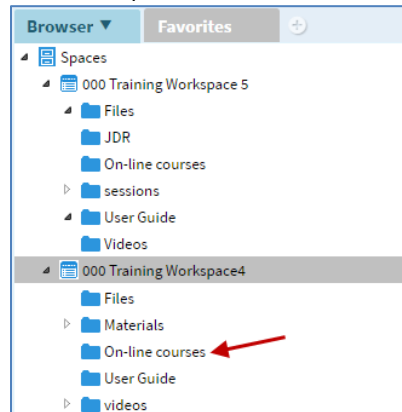 Browser ▼ Favorites
Spaces
000 Training Workspace 5
Files
JDR
On-line courses
sessions
User Guide
Videos
000 Training Workspace4
Files
Materials
On-line courses
User Guide
videos